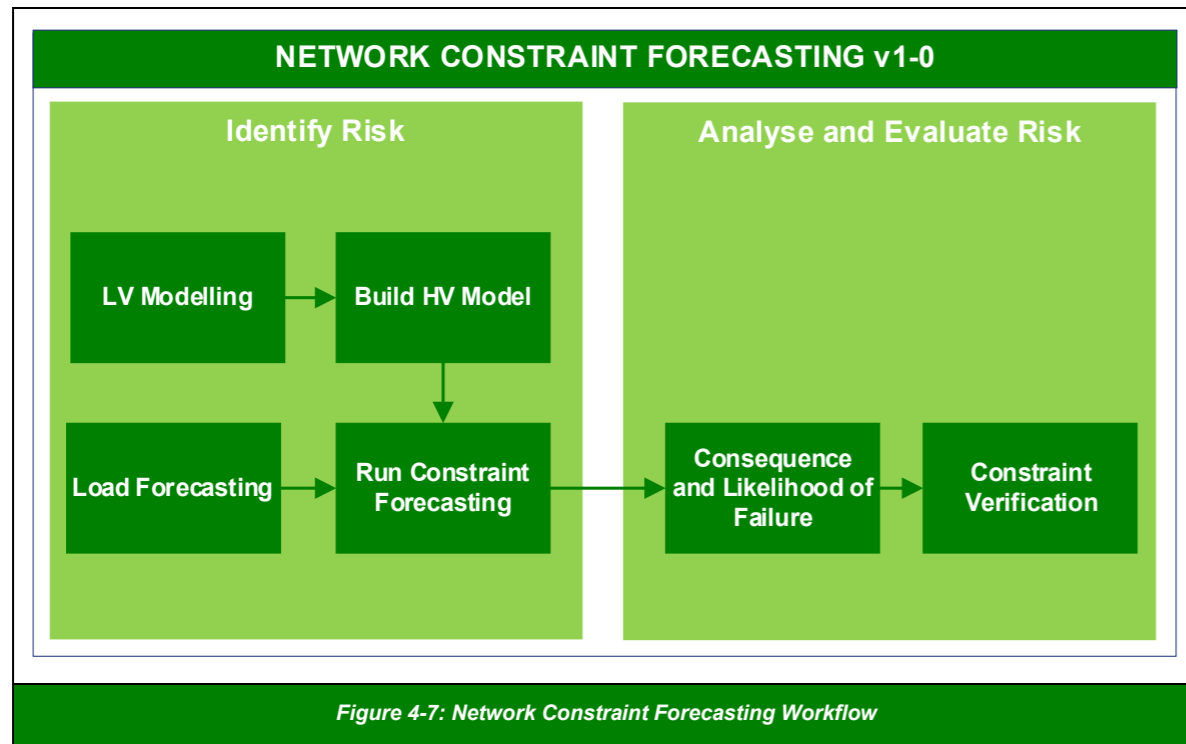 NETWORK CONSTRAINT FORECASTING v1-0
Identify Risk
LV Modelling
Build HV Model
Load Forecasting
Run Constraint
Forecasting
Analyse and Evaluate Risk
Consequence
and Likelihood of
Failure
Constraint
Verification
Figure 4-7: Network Constraint Forecasting Workflow